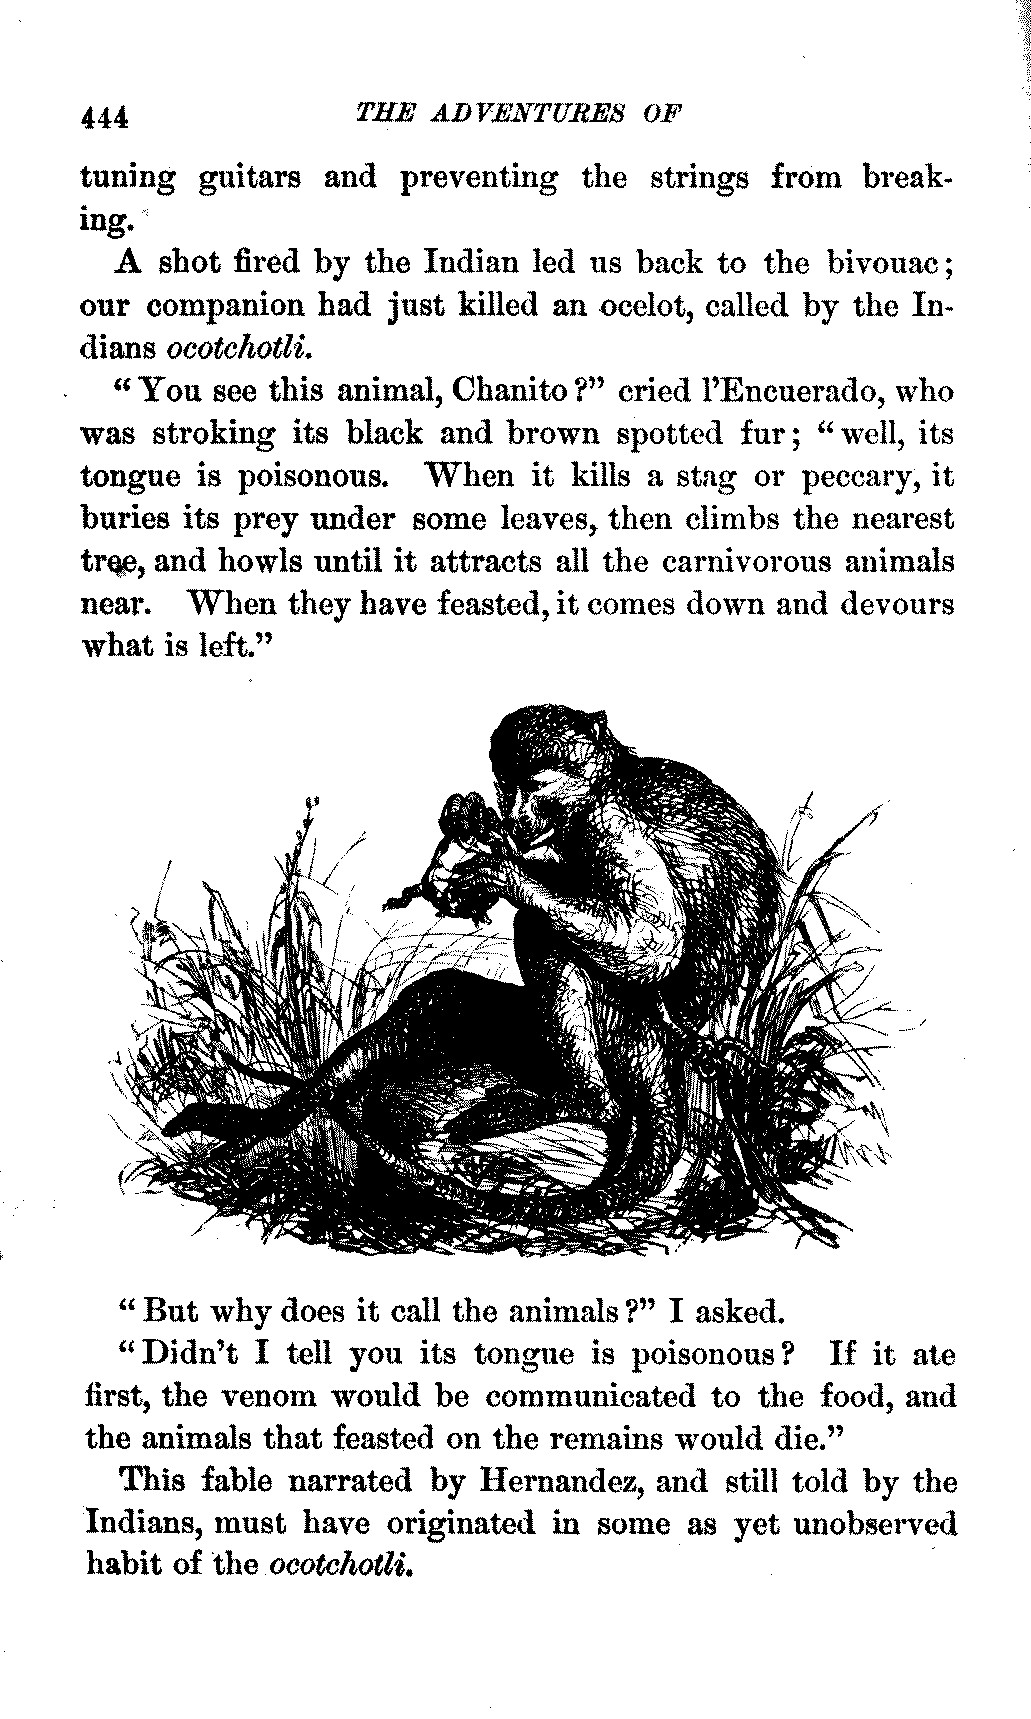 444 THE ADVENTURES OF
tuning guitars and preventing the strings from break-
ing.
A shot fired by the Indian led us back to the bivouac;
our companion had just killed an ocelot, called by the In-
dians ocotchotli.
“You see this animal, Chanito?” cried l’Encuerado, who
was stroking its black and brown spotted fur; “well, its
tongue is poisonous. When it kills a stag or peccary, it
buries its prey under some leaves, then climbs the nearest
tree, and howls until it attracts all the carnivorous animals
near. When they have feasted, it comes down and devours
what is left.”
“But why does it call the animals?” I asked.
“Didn’t I tell you its tongue is poisonous? If it ate
first, the venom would be communicated to the food, and
the animals that feasted on the remains would die.”
This fable narrated by Hernandez, and still told by the
Indians, must have originated in some as yet unobserved
habit of the ocotchotli.